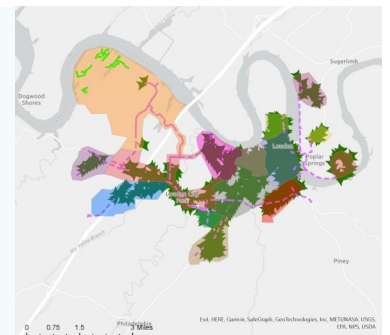 Sugarlimb
Dogwood
Shores
Loudon
Poplar
Springs
Piney
Philadelphia
0 0.75 1.5 3 Miles
Esri, HERE, Garmin, SafeGraph, GeoTechnologies, Inc, METI/NASA, USGS,
EPA, NPS, USDA